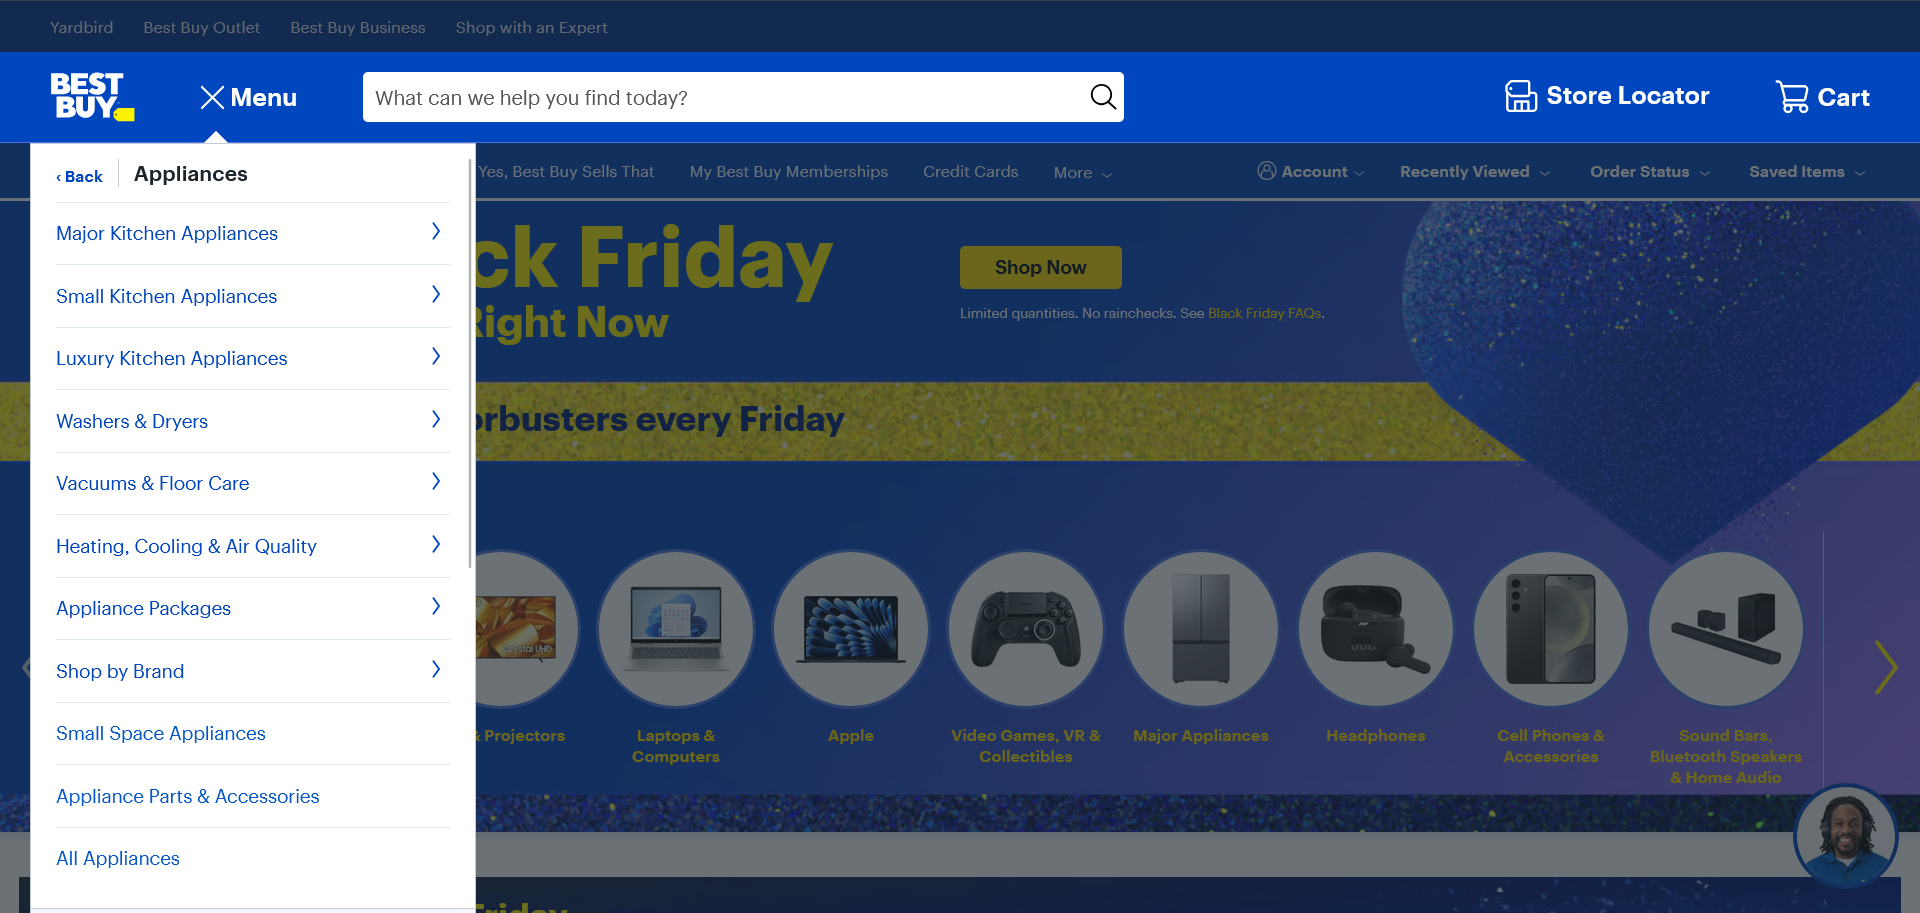 Yardbird
Best Buy Outlet
Best Buy Business
Shop with an Expert
BEST
BUY
Menu
What can we help you find today?
Store Locator
Cart
‹ Back
Appliances
Yes, Best Buy Sells That
My Best Buy Memberships
Credit Cards
More
Account
Recently Viewed
Order Status
Saved Items
Major Kitchen Appliances
Small Kitchen Appliances
Luxury Kitchen Appliances
Washers & Dryers
Vacuums & Floor Care
Heating, Cooling & Air Quality
Appliance Packages
Shop by Brand
Small Space Appliances
Appliance Parts & Accessories
All Appliances
ck Friday
Right Now
Shop Now
Limited quantities. No rainchecks. See Black Friday FAQs.
orbusters every Friday
Crystal UHD
JBL
& Projectors
Laptops &
Computers
Apple
Video Games, VR &
Collectibles
Major Appliances
Headphones
Cell Phones &
Accessories
Sound Bars,
Bluetooth Speakers
& Home Audio
Friday